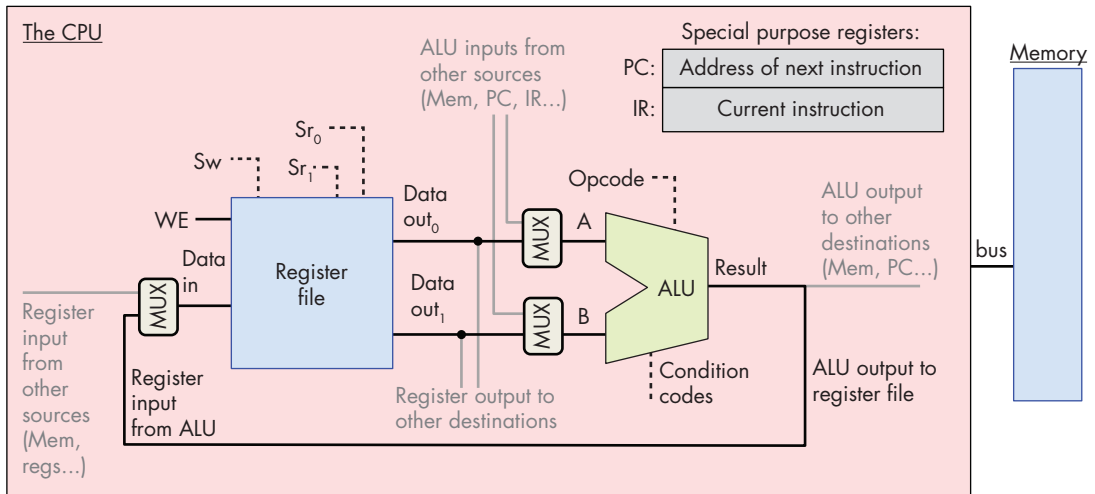 The CPU
ALU inputs from
other sources
(Mem, PC, IR...)
Special purpose registers:
PC: Address of next instruction
IR: Current instruction
Memory
Sr₀
Sw
Sr₁
WE
Data
in
Register
file
Data
out₀
Data
out₁
MUX
MUX
MUX
A
B
Opcode
ALU
Result
ALU output
to other
destinations
(Mem, PC...)
bus
Register
input
from
other
sources
(Mem,
regs...)
Register
input
from ALU
Register output to
other destinations
Condition
codes
ALU output to
register file